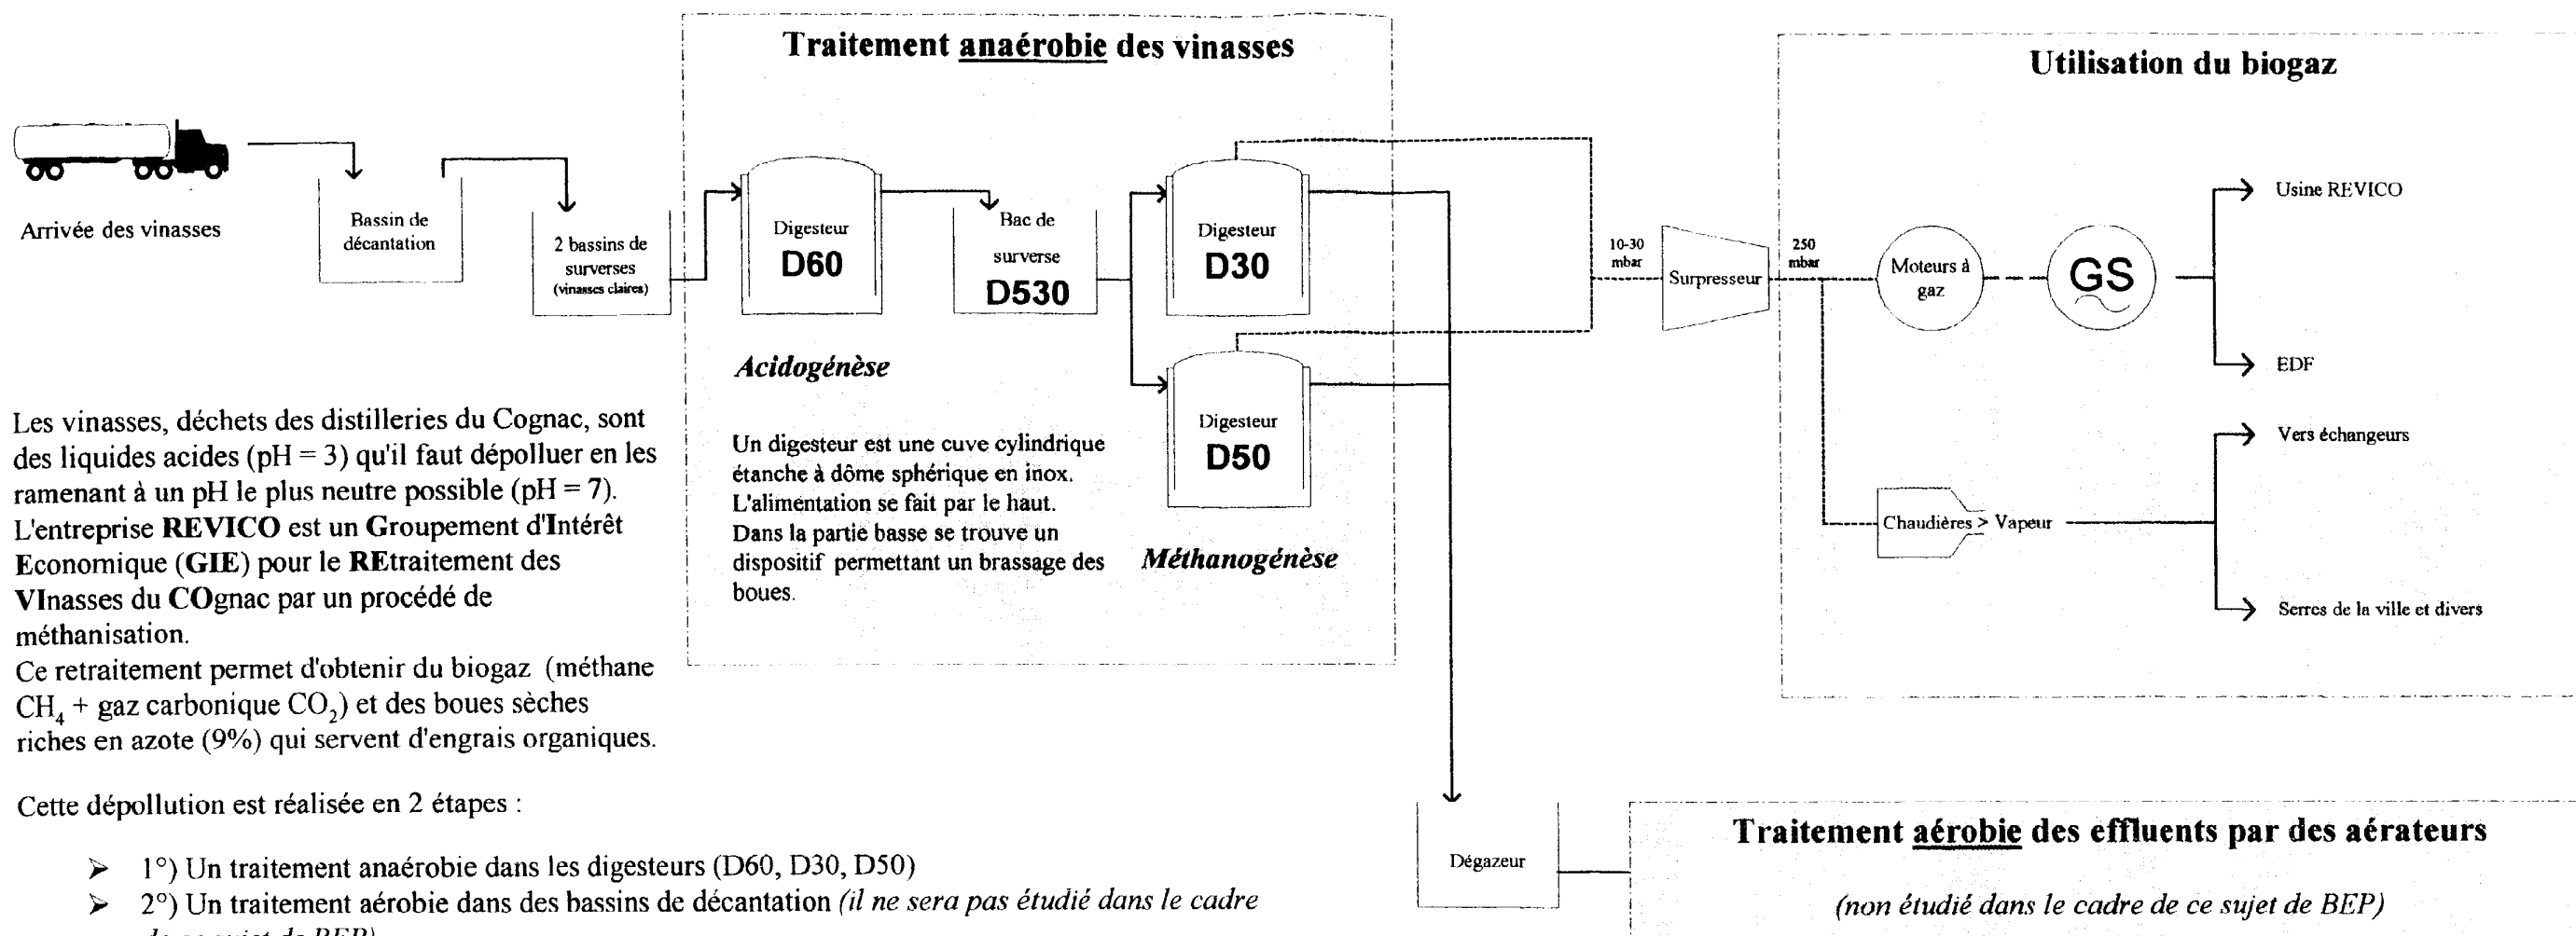 Traitement anaérobie des vinasses
Utilisation du biogaz
Arrivée des vinasses
Bassin de
décantation
2 bassins de
surverses
(vinasses claires)
Digesteur
D60
Bac de
surverse
D530
Digesteur
D30
Digesteur
D50
10-30
mbar
Surpresseur
250
mbar
Moteurs à
gaz
GS
Usine REVICO
EDF
Vers échangeurs
Chaudières > Vapeur
Serres de la ville et divers
Acidogénèse
Méthanogénèse
Un digesteur est une cuve cylindrique
étanche à dôme sphérique en inox.
L'alimentation se fait par le haut.
Dans la partie basse se trouve un
dispositif permettant un brassage des
boues.
Les vinasses, déchets des distilleries du Cognac, sont
des liquides acides (pH = 3) qu'il faut dépolluer en les
ramenant à un pH le plus neutre possible (pH = 7).
L'entreprise REVICO est un Groupement d'Intérêt
Economique (GIE) pour le REtraitement des
VInasses du COgnac par un procédé de
méthanisation.
Ce retraitement permet d'obtenir du biogaz (méthane
CH₄ + gaz carbonique CO₂) et des boues sèches
riches en azote (9%) qui servent d'engrais organiques.
Cette dépollution est réalisée en 2 étapes :
➢ 1°) Un traitement anaérobie dans les digesteurs (D60, D30, D50)
➢ 2°) Un traitement aérobie dans des bassins de décantation (il ne sera pas étudié dans le cadre
de ce sujet de BEP)
Dégazeur
Traitement aérobie des effluents par des aérateurs
(non étudié dans le cadre de ce sujet de BEP)